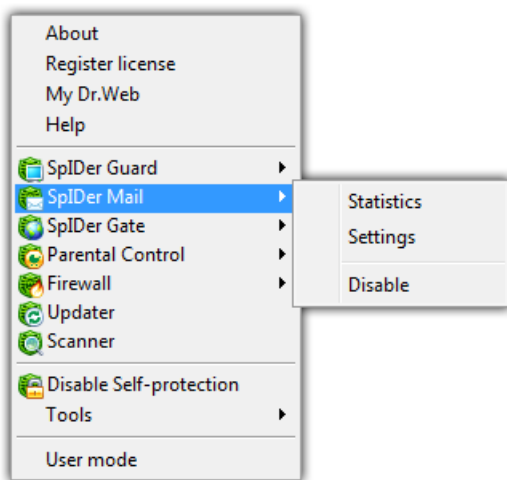 About
Register license
My Dr.Web
Help
SpIDer Guard
SpIDer Mail
SpIDer Gate
Parental Control
Firewall
Updater
Scanner
Disable Self-protection
Tools
User mode
Statistics
Settings
Disable